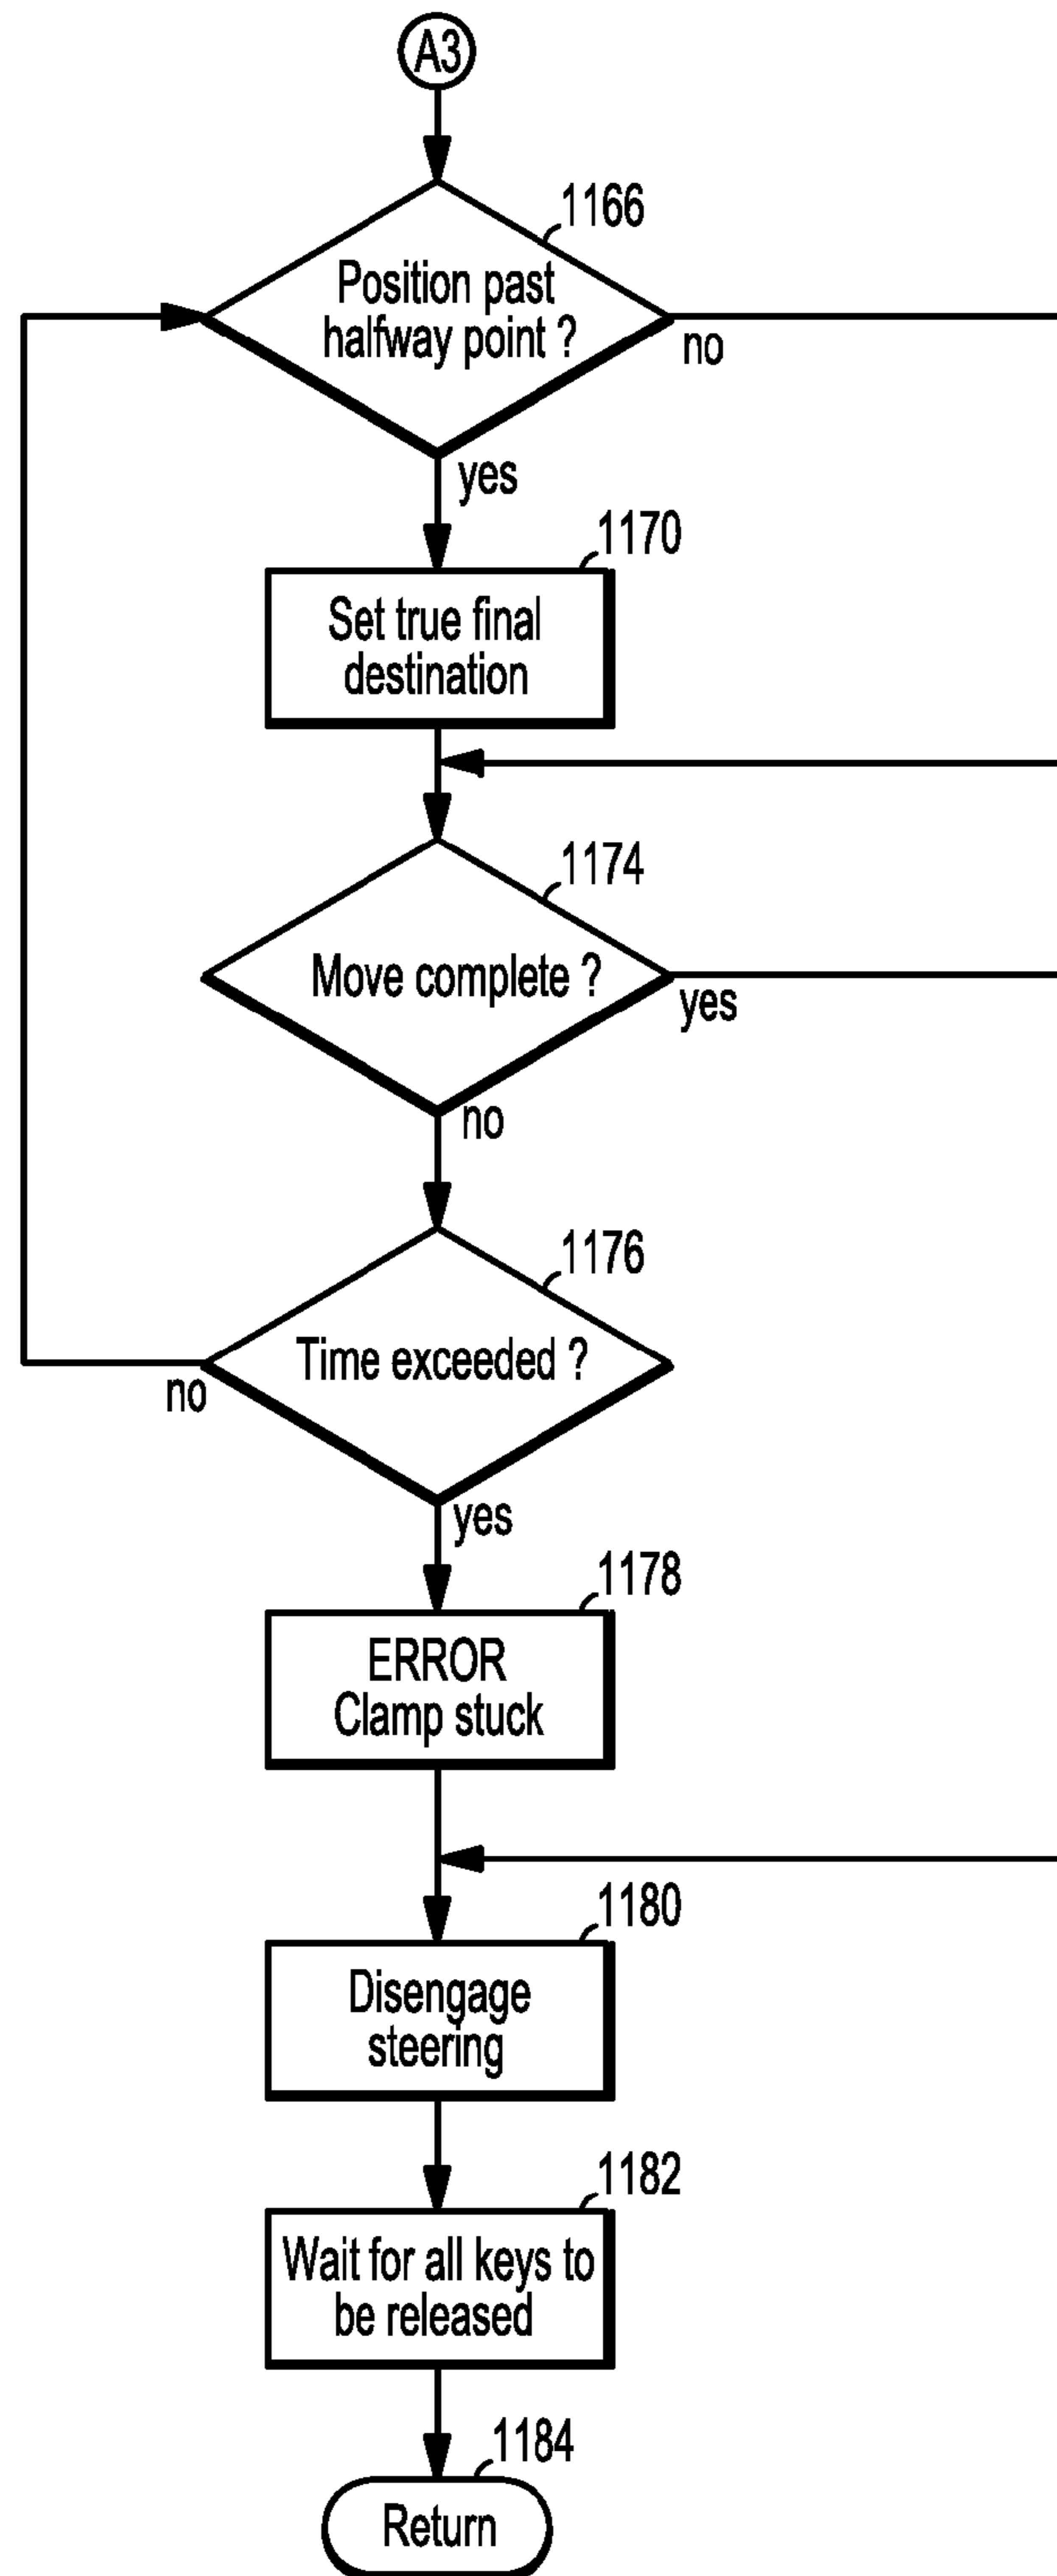 A3
1166
Position past
halfway point ?
no
yes
1170
Set true final
destination
1174
Move complete ?
yes
no
1176
Time exceeded ?
no
yes
1178
ERROR
Clamp stuck
1180
Disengage
steering
1182
Wait for all keys to
be released
1184
Return